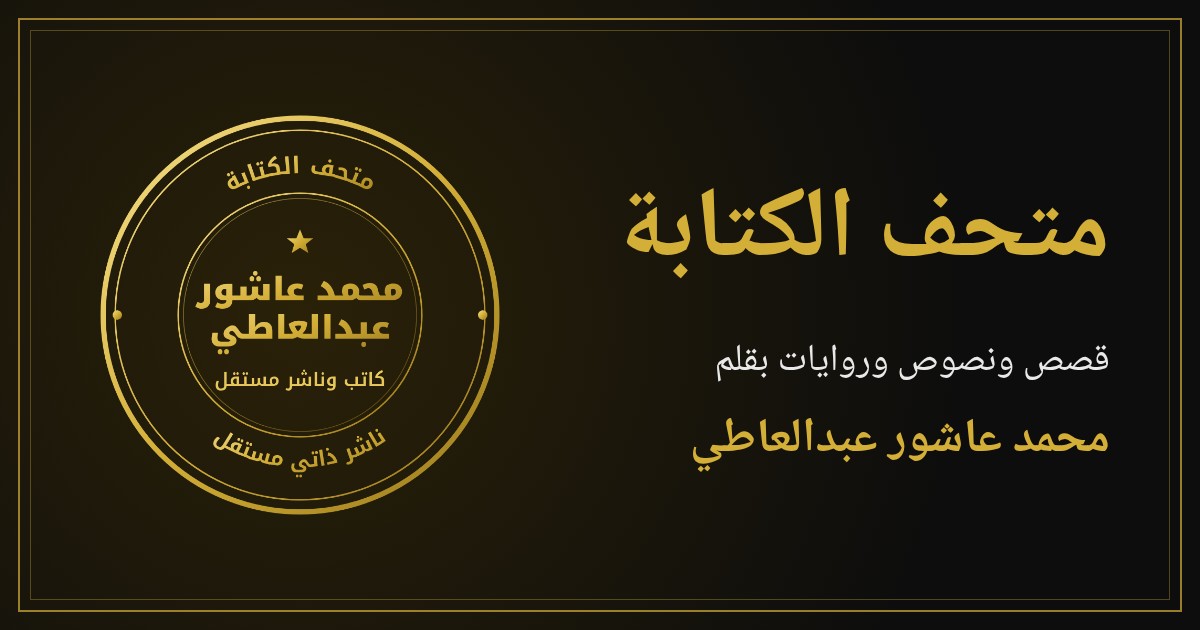 متحف الكتابة
قصص ونصوص وروايات بقلم
محمد عاشور عبدالعاطي
متحف الكتابة
محمد عاشور
عبدالعاطي
كاتب وناشر مستقل
ناشر ذاتي مستقل